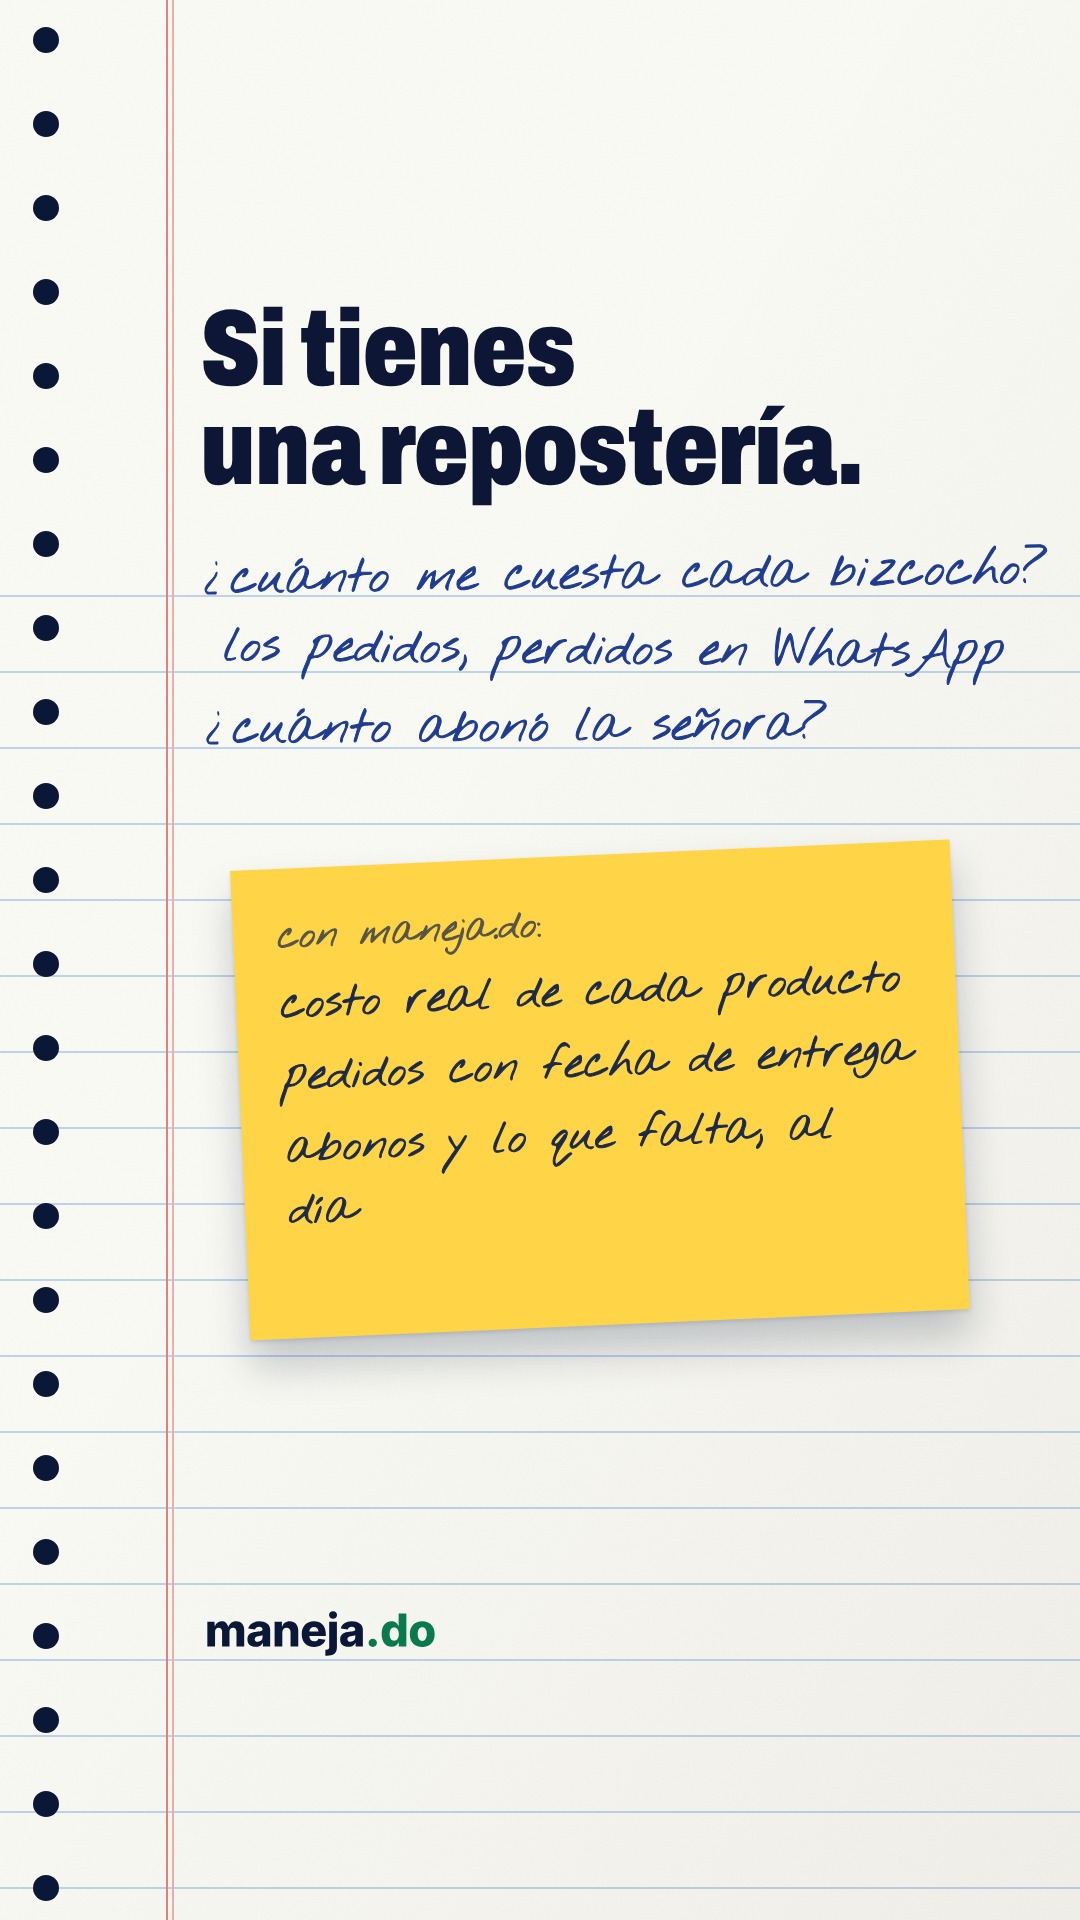 Si tienes
una repostería.
¿cuánto me cuesta cada bizcocho?
los pedidos, perdidos en WhatsApp
¿cuánto abonó la señora?
con maneja.do:
costo real de cada producto
pedidos con fecha de entrega
abonos y lo que falta, al
día
maneja.do